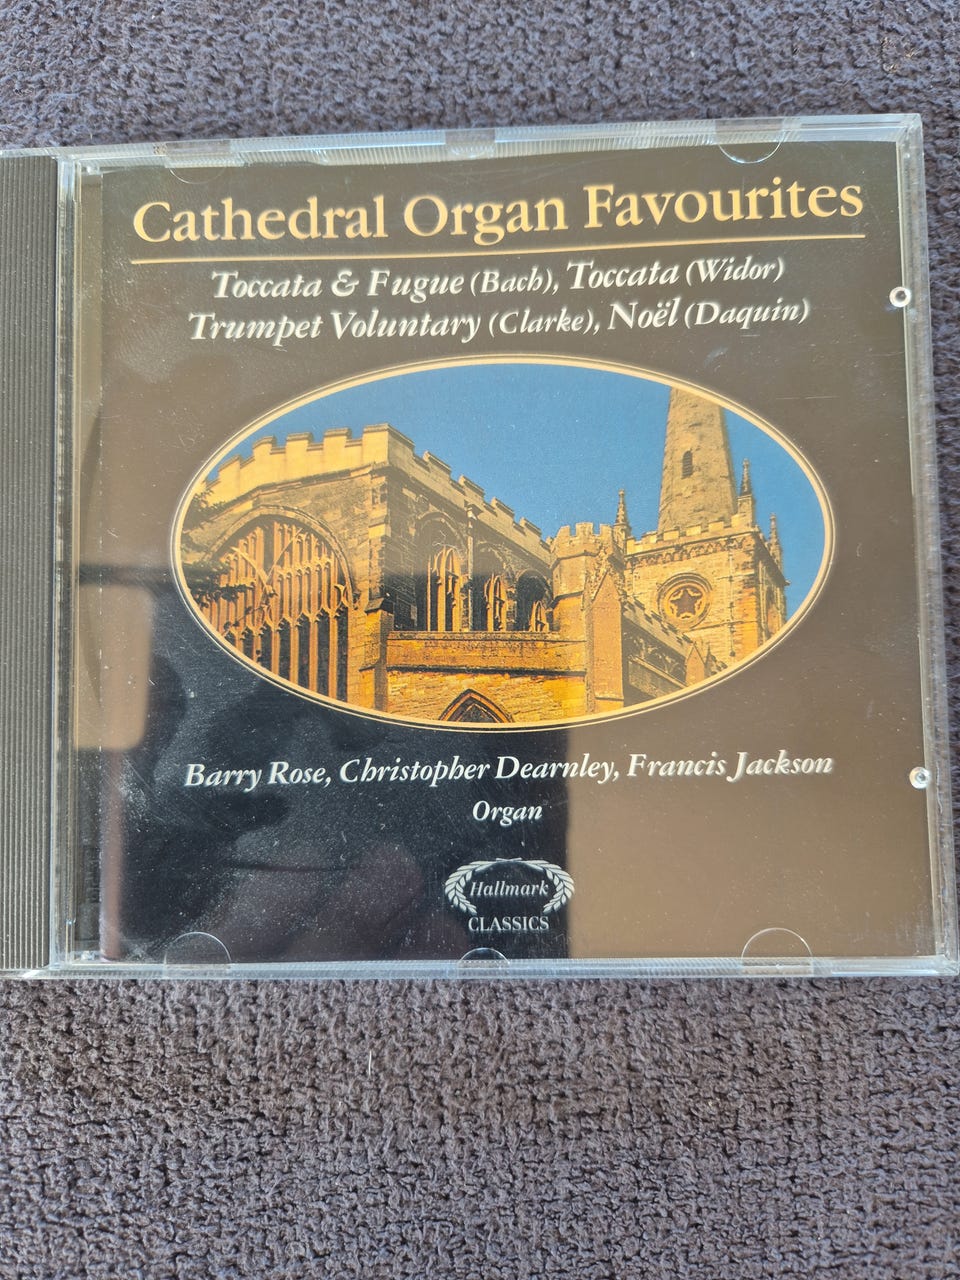 Cathedral Organ Favourites
Toccata & Fugue (Bach), Toccata (Widor)
Trumpet Voluntary (Clarke), Noël (Daquin)
Barry Rose, Christopher Dearnley, Francis Jackson
Organ
Hallmark
CLASSICS